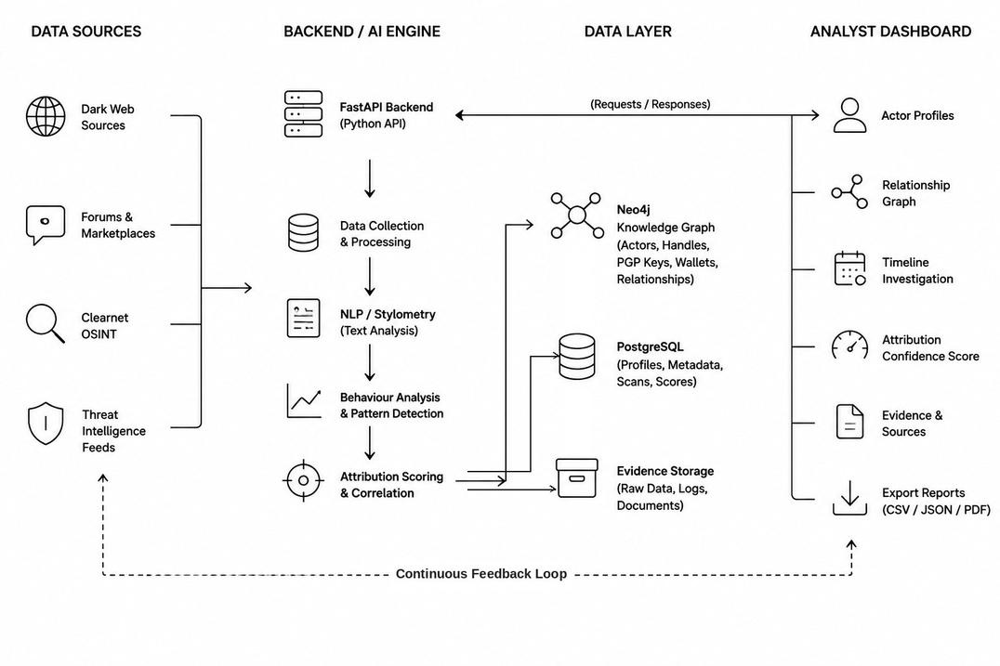 DATA SOURCES
BACKEND / AI ENGINE
DATA LAYER
ANALYST DASHBOARD
Dark Web
Sources
Forums &
Marketplaces
Clearnet
OSINT
Threat
Intelligence
Feeds
FastAPI Backend
(Python API)
Data Collection
& Processing
NLP / Stylometry
(Text Analysis)
Behaviour Analysis
& Pattern Detection
Attribution Scoring
& Correlation
(Requests / Responses)
Neo4j
Knowledge Graph
(Actors, Handles,
PGP Keys, Wallets,
Relationships)
PostgreSQL
(Profiles, Metadata,
Scans, Scores)
Evidence Storage
(Raw Data, Logs,
Documents)
Actor Profiles
Relationship
Graph
Timeline
Investigation
Attribution
Confidence Score
Evidence &
Sources
Export Reports
(CSV / JSON / PDF)
Continuous Feedback Loop